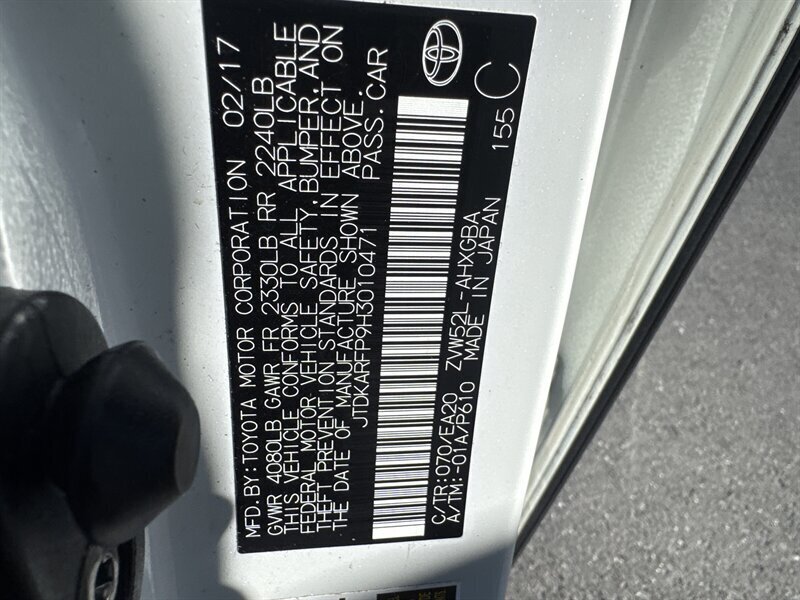 MFD.BY:TOYOTA MOTOR CORPORATION 02/17
GVWR 4080LB GAWR FR 2330LB RR 2240LB
THIS VEHICLE CONFORMS TO ALL APPLICABLE
FEDERAL MOTOR VEHICLE SAFETY, BUMPER, AND
THEFT PREVENTION STANDARDS IN EFFECT ON
THE DATE OF MANUFACTURE SHOWN ABOVE.
JTDKARFP9H3010471 PASS. CAR
C/TR:070/EA20 ZVW52L-AHXGBA
A/TM:-01A/P610 MADE IN JAPAN
155 C